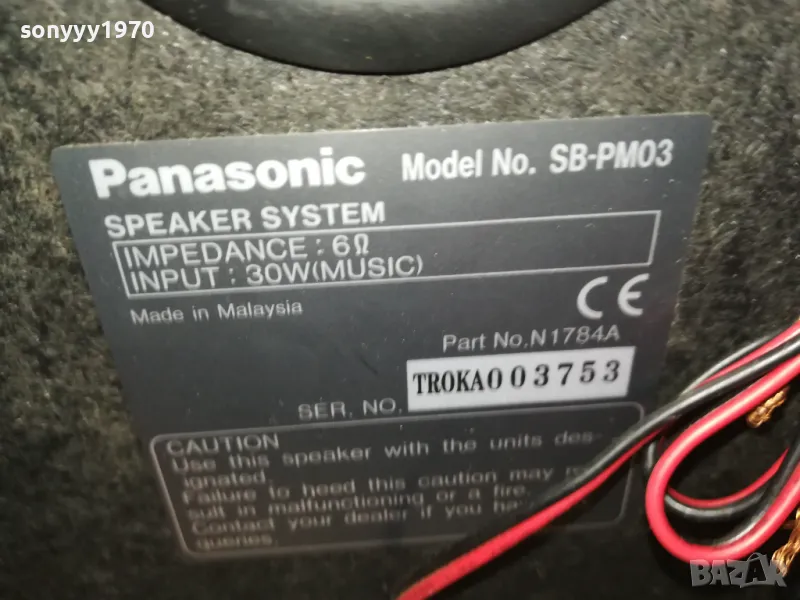 sonyyy1970
Panasonic Model No. SB-PM03
SPEAKER SYSTEM
IMPEDANCE : 6Ω
INPUT : 30W(MUSIC)
Made in Malaysia
CE
Part No.N1784A
SER. NO. TROKA003753
CAUTION
Use this speaker with the units des-
ignated.
Failure to heed this caution may
sult in malfunctioning or a fire.
Contact your dealer if you
queries.
BAZAR